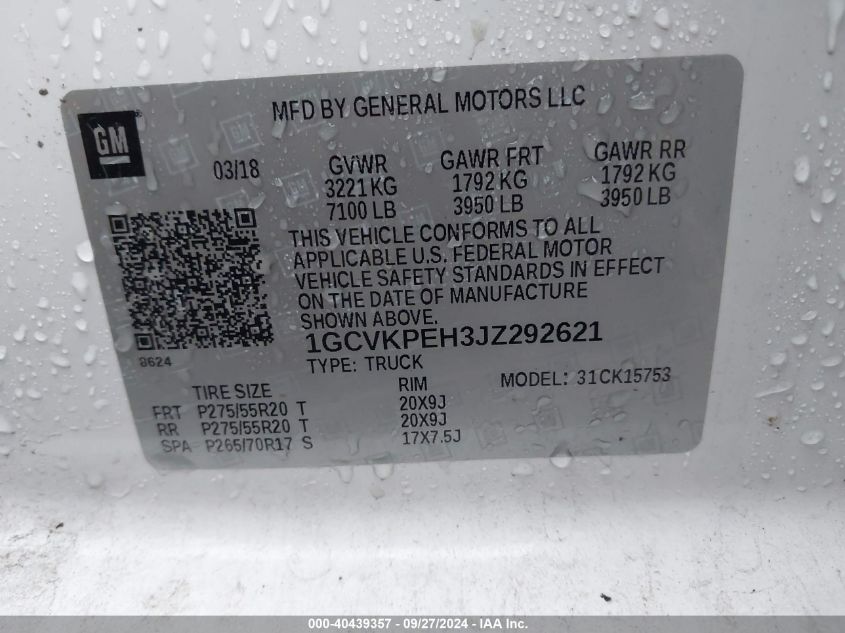 MFD BY GENERAL MOTORS LLC
GM
03/18
GVWR GAWR FRT GAWR RR
3221 KG 1792 KG 1792 KG
7100 LB 3950 LB 3950 LB
THIS VEHICLE CONFORMS TO ALL
APPLICABLE U.S. FEDERAL MOTOR
VEHICLE SAFETY STANDARDS IN EFFECT
ON THE DATE OF MANUFACTURE
SHOWN ABOVE.
1GCVKPEH3JZ292621
8624
TYPE: TRUCK MODEL: 31CK15753
TIRE SIZE RIM
FRT P275/55R20 T 20X9J
RR P275/55R20 T 20X9J
SPA P265/70R17 S 17X7.5J
000-40439357 - 09/27/2024 - IAA Inc.